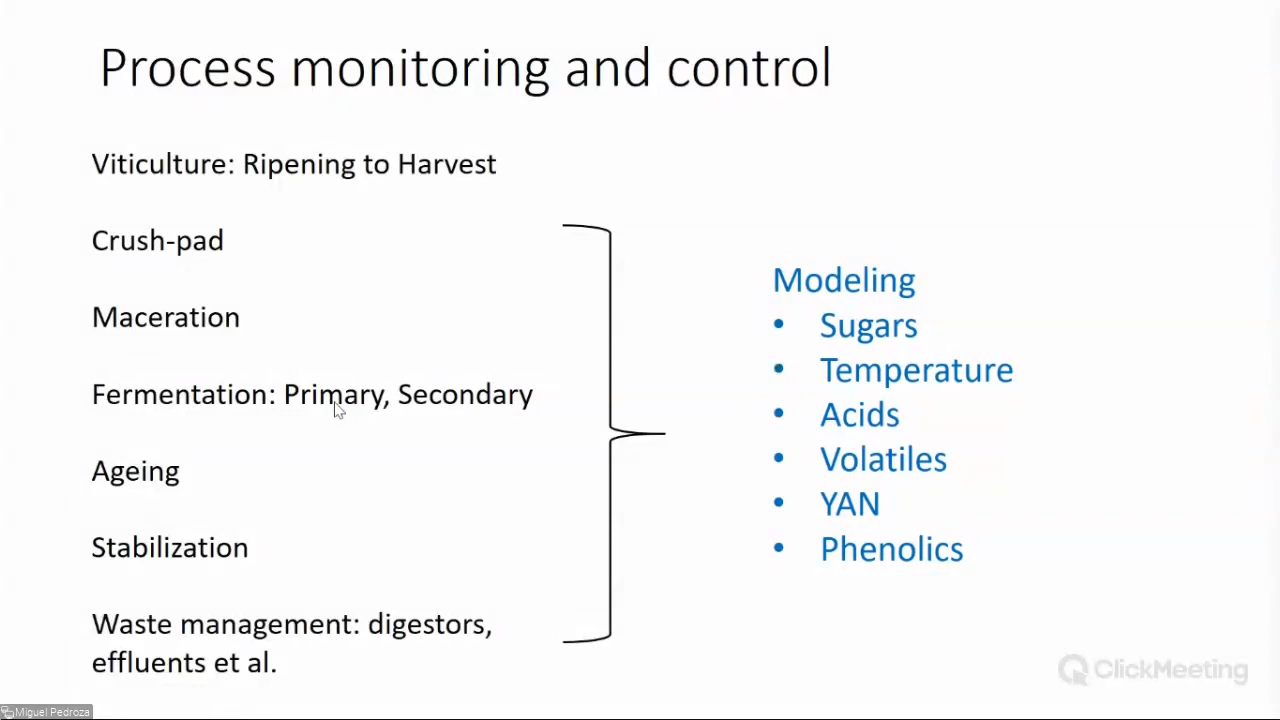 Process monitoring and control
Viticulture: Ripening to Harvest
Crush-pad
Maceration
Fermentation: Primary, Secondary
Ageing
Stabilization
Waste management: digestors,
effluents et al.
Modeling
• Sugars
• Temperature
• Acids
• Volatiles
• YAN
• Phenolics
ClickMeeting
Miguel Pedroza